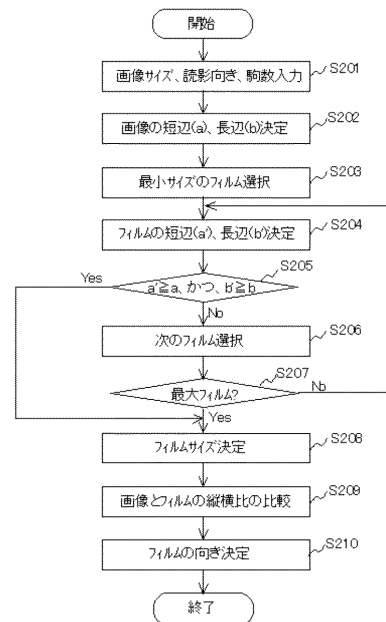 開始
画像サイズ、読影向き、駒数入力
S201
画像の短辺(a)、長辺(b)決定
S202
最小サイズのフィルム選択
S203
フィルムの短辺(a')、長辺(b')決定
S204
Yes
a'≧a、かつ、b'≧b
S205
No
次のフィルム選択
S206
最大フィルム?
S207
No
Yes
フィルムサイズ決定
S208
画像とフィルムの縦横比の比較
S209
フィルムの向き決定
S210
終了